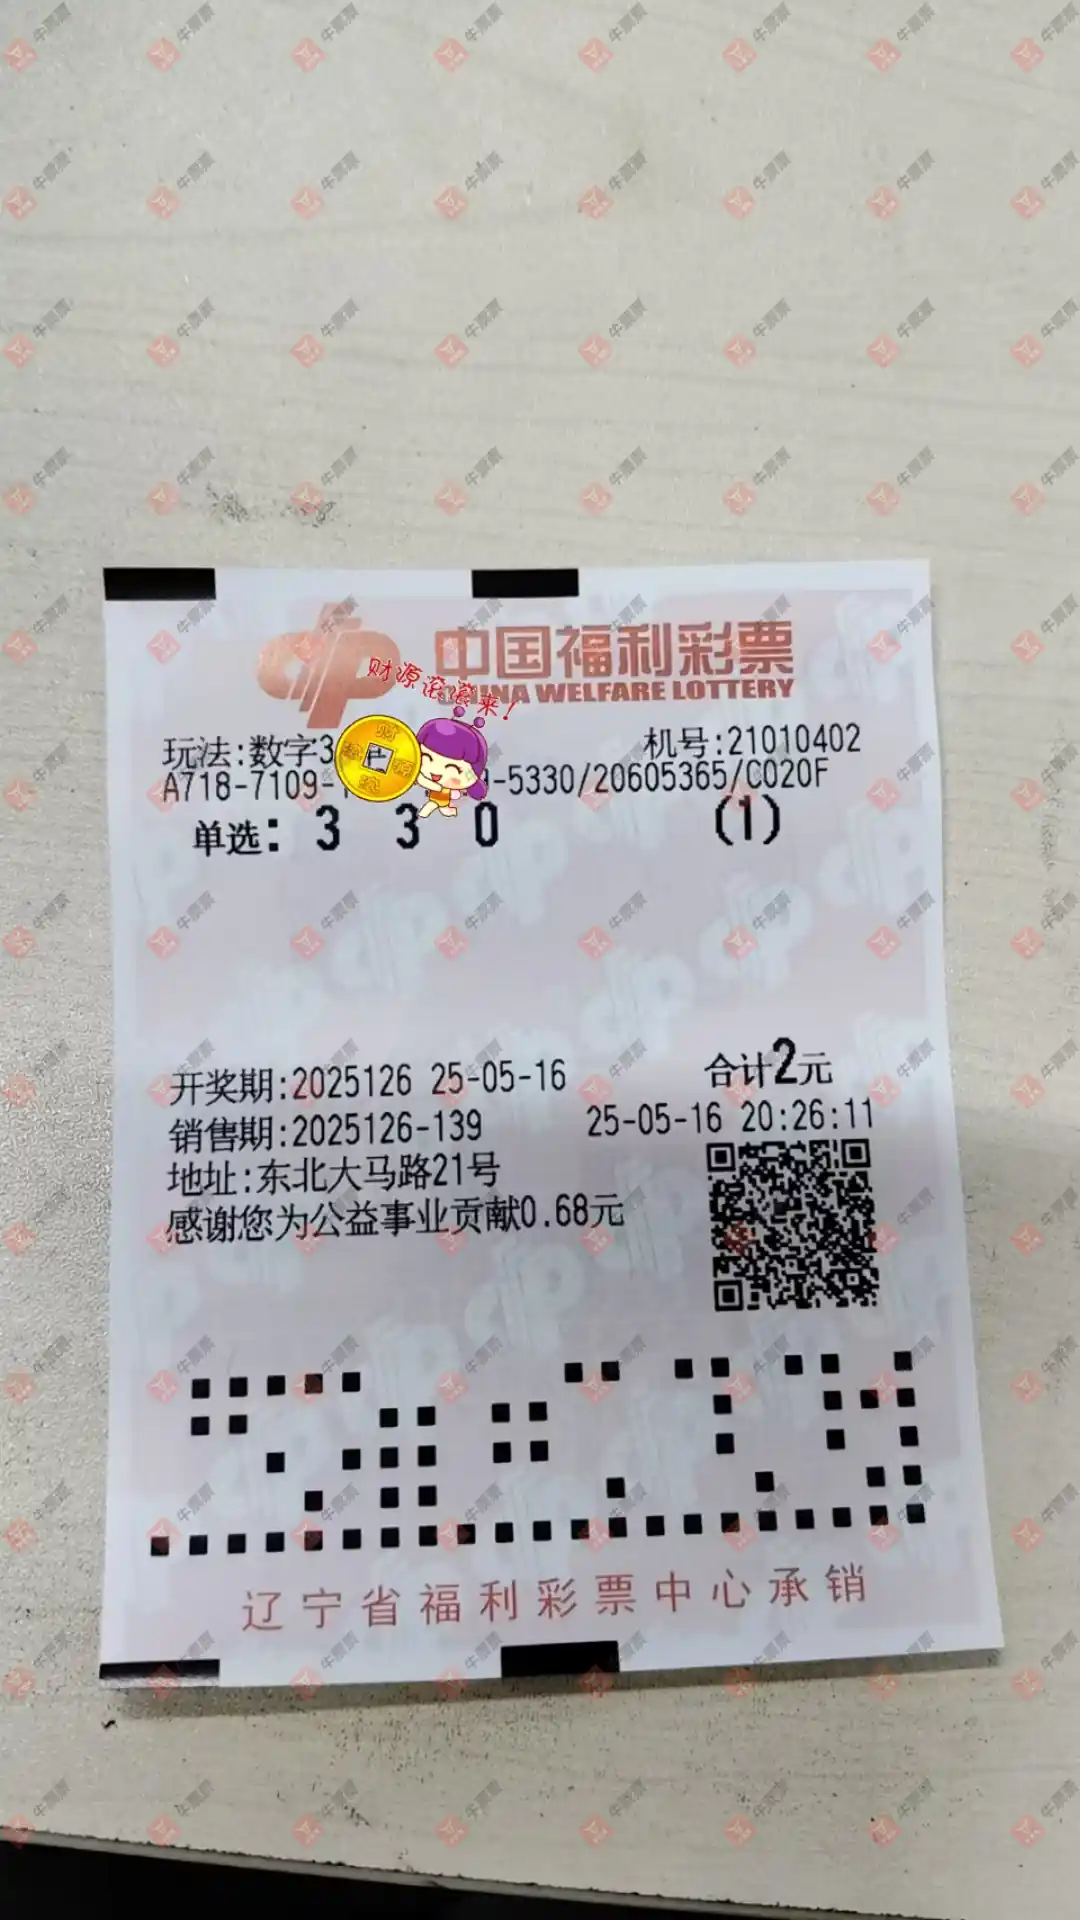 中国福利彩票
CHINA WELFARE LOTTERY
财源滚滚来!
玩法:数字3
机号:21010402
A718-7109- -5330/20605365/C020F
单选: 3 3 0 (1)
开奖期:2025126 25-05-16 合计2元
销售期:2025126-139 25-05-16 20:26:11
地址:东北大马路21号
感谢您为公益事业贡献0.68元
辽宁省福利彩票中心承销
牛票票